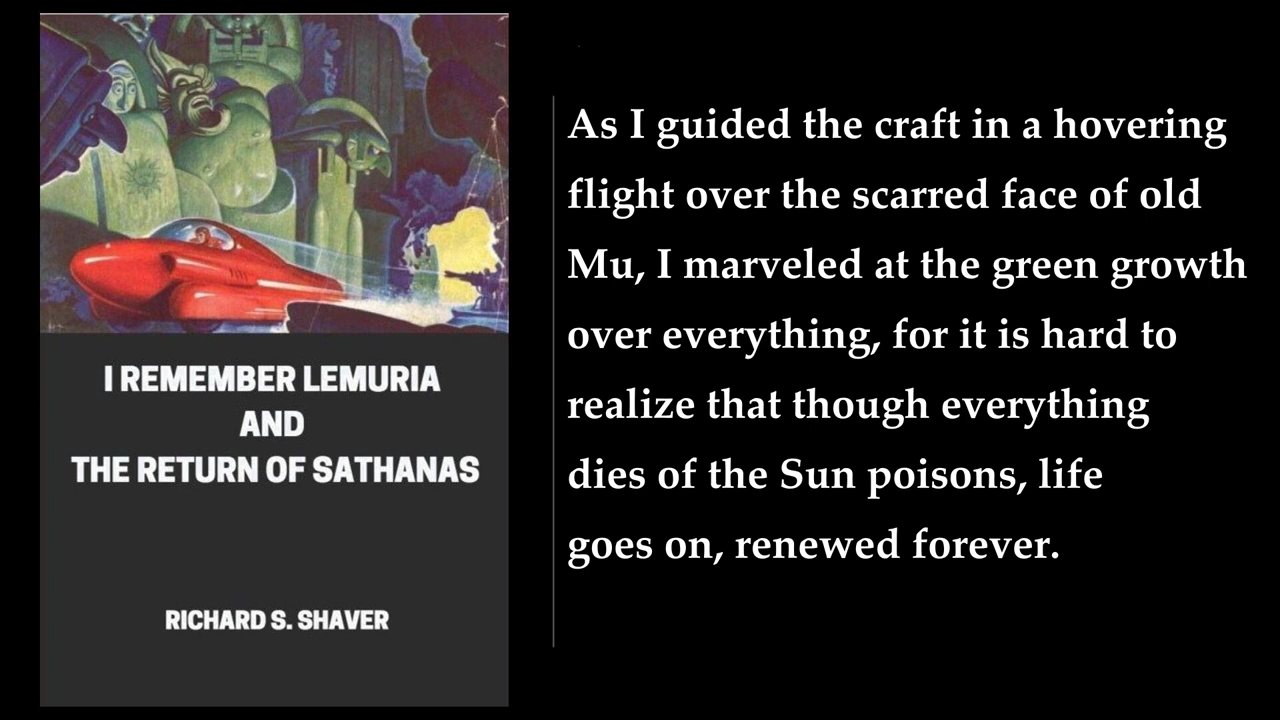 I REMEMBER LEMURIA
AND
THE RETURN OF SATHANAS
RICHARD S. SHAVER
As I guided the craft in a hovering
flight over the scarred face of old
Mu, I marveled at the green growth
over everything, for it is hard to
realize that though everything
dies of the Sun poisons, life
goes on, renewed forever.